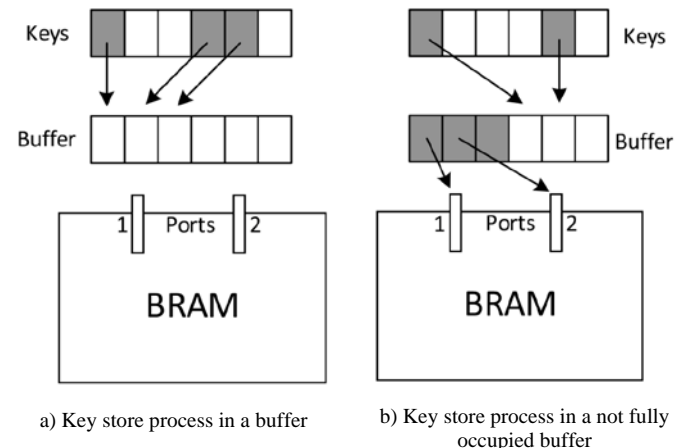 Keys
Buffer
1 Ports 2
BRAM
a) Key store process in a buffer
Keys
Buffer
1 Ports 2
BRAM
b) Key store process in a not fully
occupied buffer